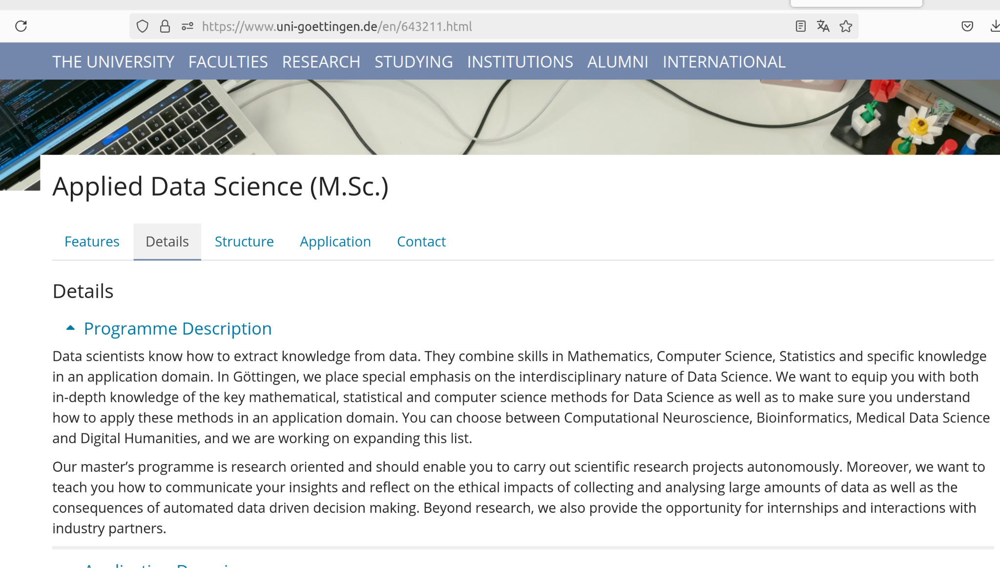 https://www.uni-goettingen.de/en/643211.html
THE UNIVERSITY FACULTIES RESEARCH STUDYING INSTITUTIONS ALUMNI INTERNATIONAL
Applied Data Science (M.Sc.)
Features Details Structure Application Contact
Details
Programme Description
Data scientists know how to extract knowledge from data. They combine skills in Mathematics, Computer Science, Statistics and specific knowledge
in an application domain. In Göttingen, we place special emphasis on the interdisciplinary nature of Data Science. We want to equip you with both
in-depth knowledge of the key mathematical, statistical and computer science methods for Data Science as well as to make sure you understand
how to apply these methods in an application domain. You can choose between Computational Neuroscience, Bioinformatics, Medical Data Science
and Digital Humanities, and we are working on expanding this list.
Our master’s programme is research oriented and should enable you to carry out scientific research projects autonomously. Moreover, we want to
teach you how to communicate your insights and reflect on the ethical impacts of collecting and analysing large amounts of data as well as the
consequences of automated data driven decision making. Beyond research, we also provide the opportunity for internships and interactions with
industry partners.